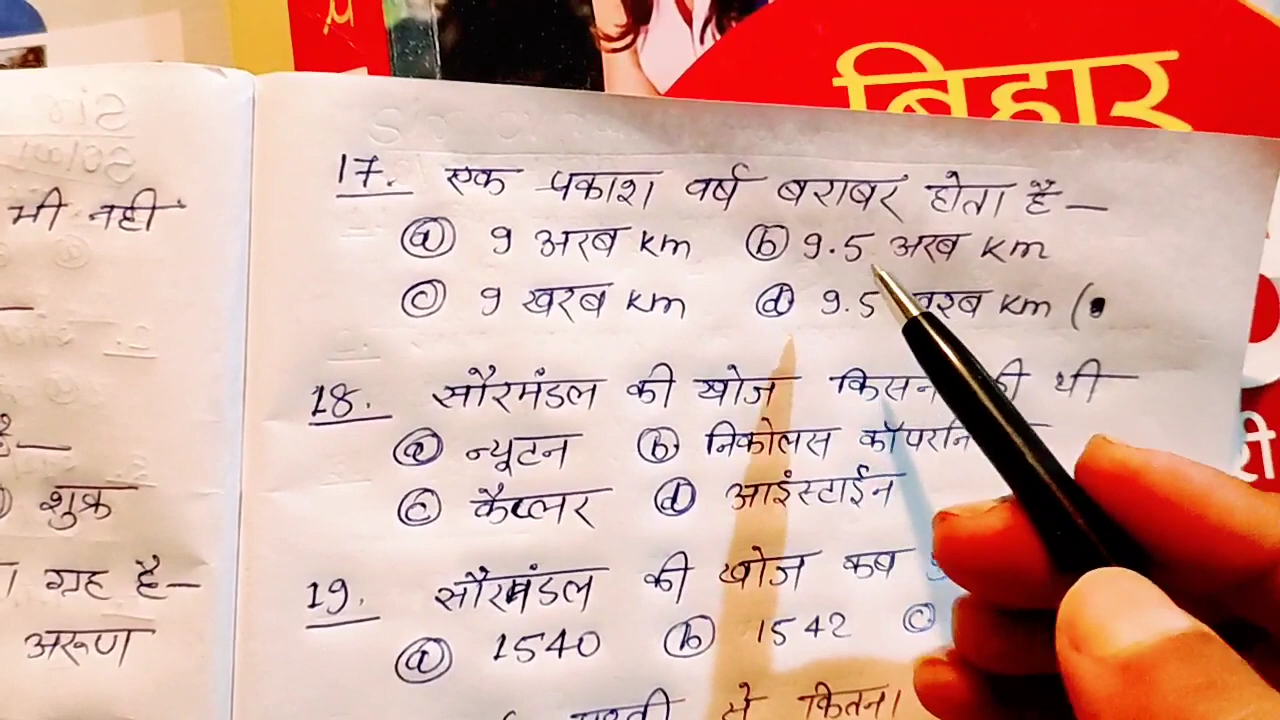 बिहार
भी नहीं
शुक्र
ग्रह है—
अरूण
17. एक प्रकाश वर्ष बराबर होता है—
ⓐ 9 अरब km ⓑ 9.5 अरब km
ⓒ 9 खरब km ⓓ 9.5 खरब km (
18. सौरमंडल की खोज किसन की थी —
ⓐ न्यूटन ⓑ निकोलस कॉपरनि
ⓒ कैप्लर ⓓ आइंस्टाईन
19. सौरमंडल की खोज कब
ⓐ 1540 ⓑ 1542 ⓒ
से कितना